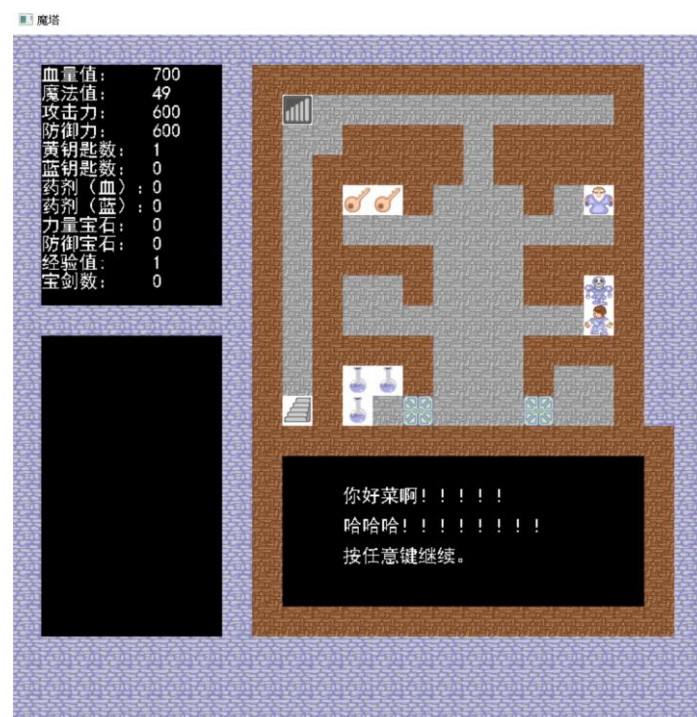 魔塔
血量值： 700
魔法值： 49
攻击力： 600
防御力： 600
黄钥匙数： 1
蓝钥匙数： 0
药剂（血）：0
药剂（蓝）：0
力量宝石： 0
防御宝石： 0
经验值： 1
宝剑数： 0
你好菜啊！！！！！
哈哈哈！！！！！！！！
按任意键继续。